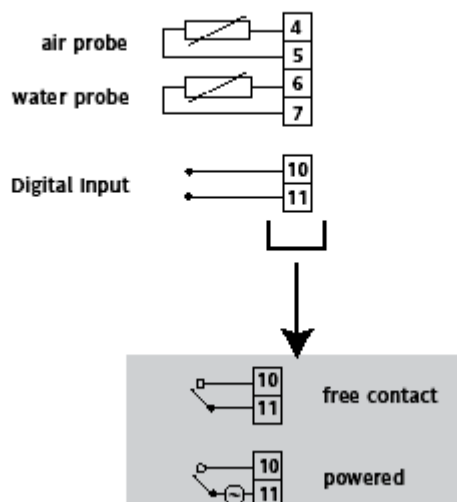 air probe
4
5
water probe
6
7
Digital Input
10
11
10
11
free contact
10
11
powered